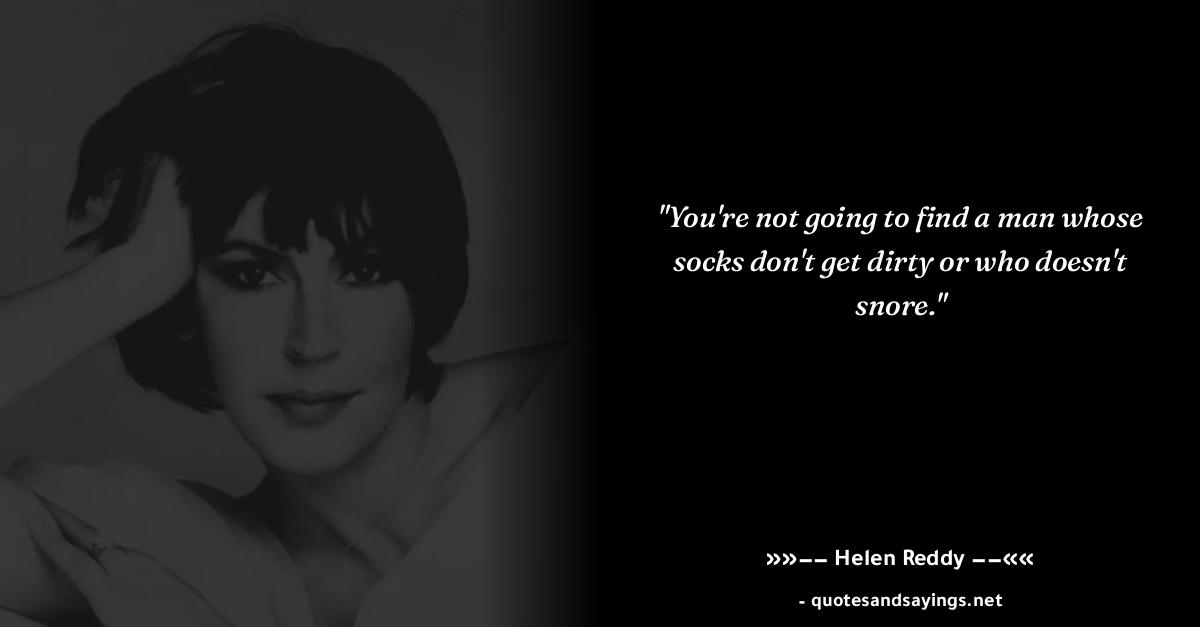 "You're not going to find a man whose
socks don't get dirty or who doesn't
snore."
»»−− Helen Reddy −−««
- quotesandsayings.net